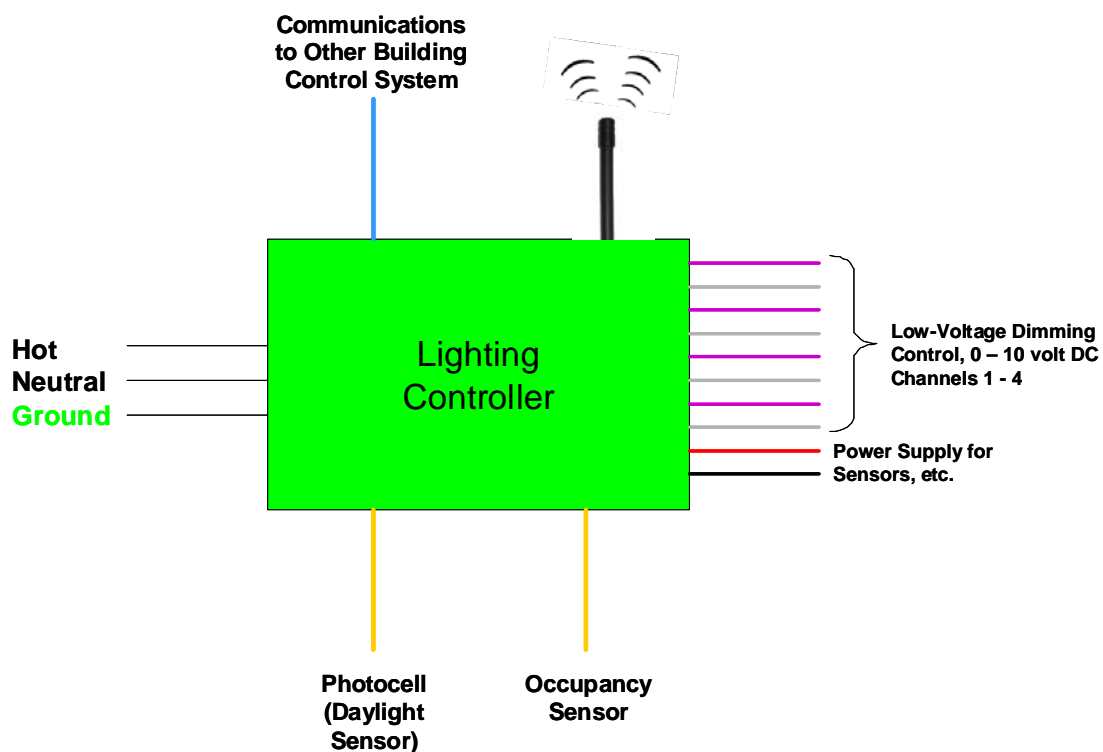 Communications
to Other Building
Control System
Hot
Neutral
Ground
Lighting
Controller
Low-Voltage Dimming
Control, 0 – 10 volt DC
Channels 1 - 4
Power Supply for
Sensors, etc.
Photocell
(Daylight
Sensor)
Occupancy
Sensor